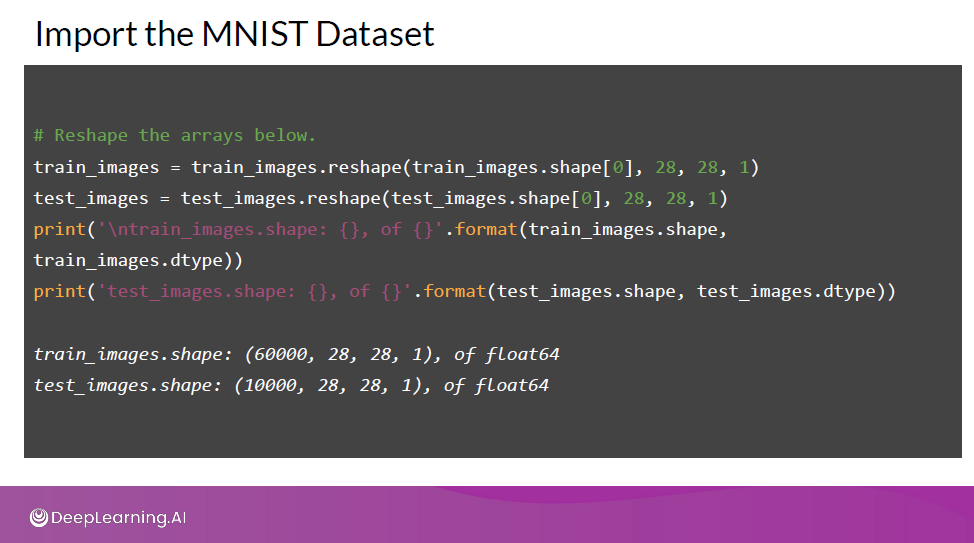 Import the MNIST Dataset
# Reshape the arrays below.
train_images = train_images.reshape(train_images.shape[0], 28, 28, 1)
test_images = test_images.reshape(test_images.shape[0], 28, 28, 1)
print('\ntrain_images.shape: {}, of {}'.format(train_images.shape,
train_images.dtype))
print('test_images.shape: {}, of {}'.format(test_images.shape, test_images.dtype))
train_images.shape: (60000, 28, 28, 1), of float64
test_images.shape: (10000, 28, 28, 1), of float64
DeepLearning.AI